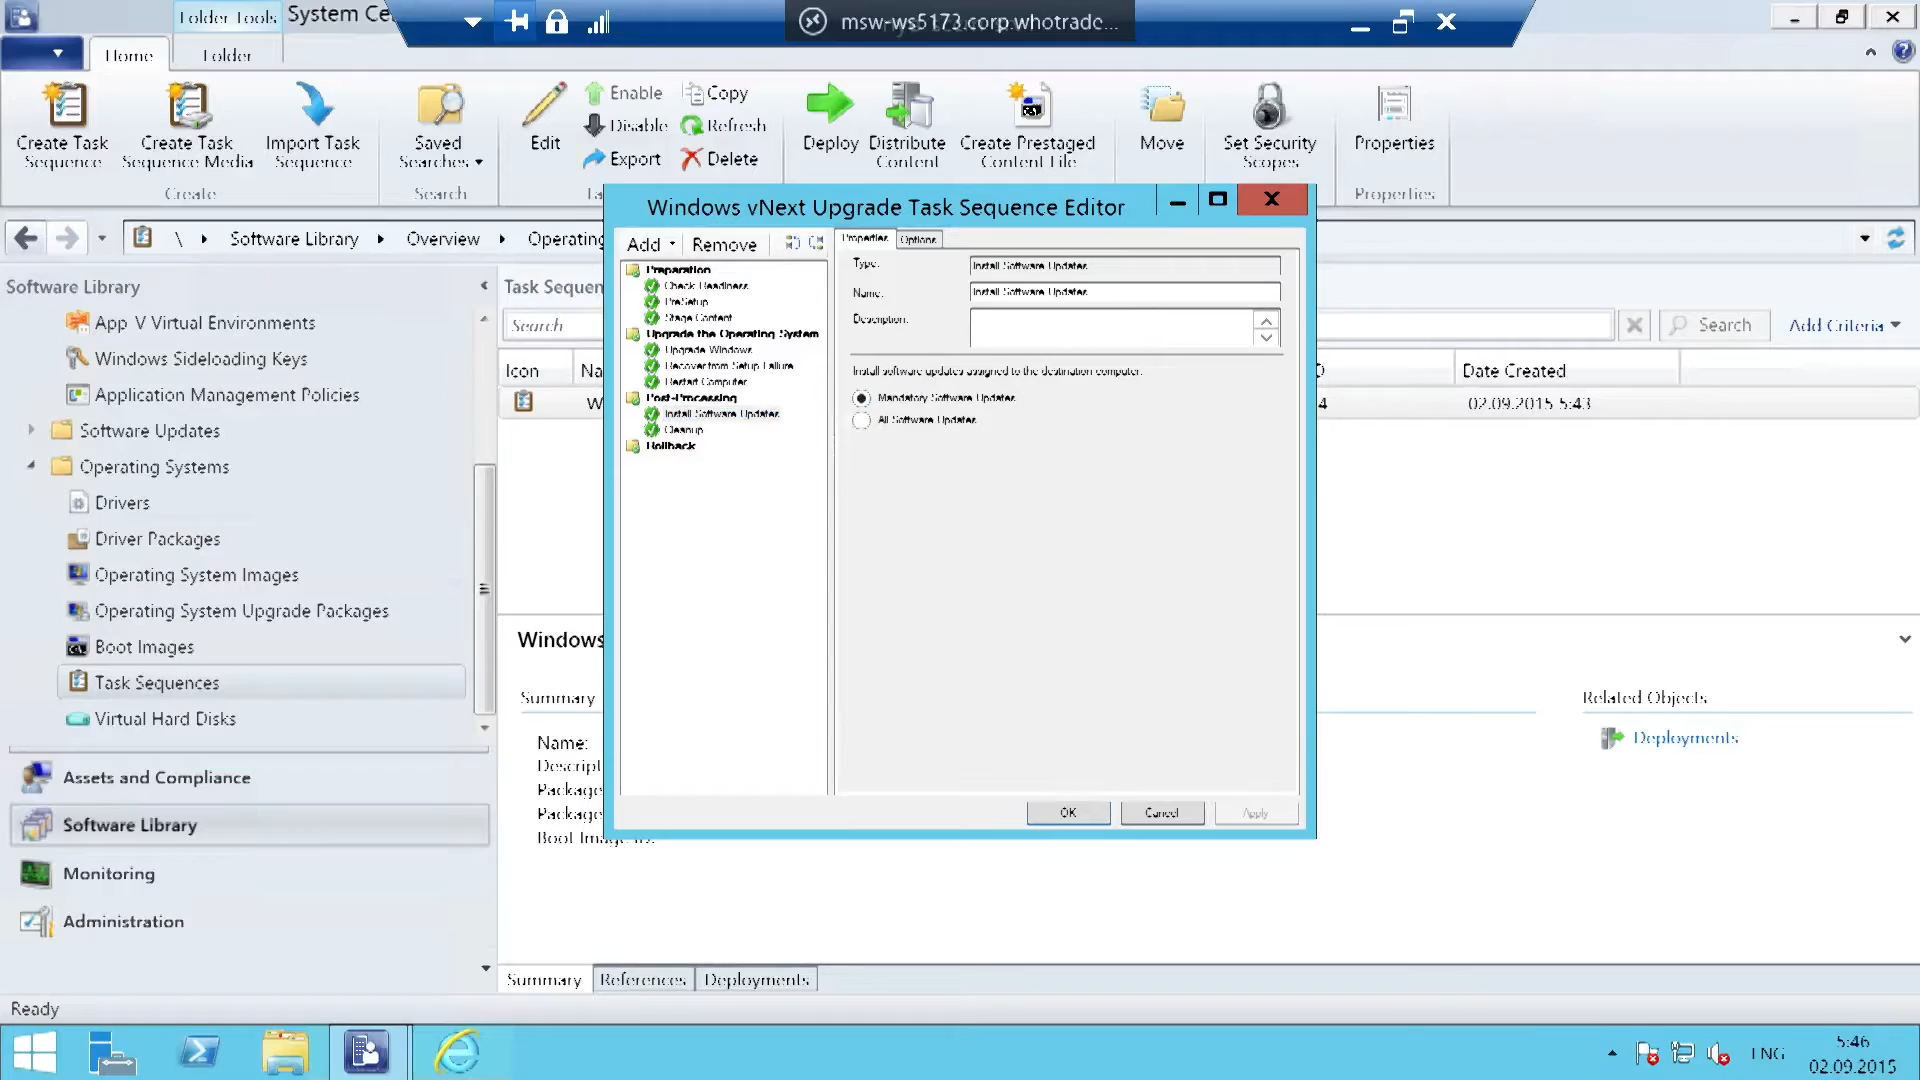 Folder Tools
System Ce
msw-ws5173.corp.whotrade...
Home
Folder
Create Task Sequence
Create Task Sequence Media
Import Task Sequence
Create
Saved Searches
Search
Edit
Enable
Disable
Export
Copy
Refresh
Delete
Deploy
Distribute Content
Create Prestaged Content File
Move
Set Security Scopes
Properties
Properties
\ Software Library Overview Operating
Software Library
App-V Virtual Environments
Windows Sideloading Keys
Application Management Policies
Software Updates
Operating Systems
Drivers
Driver Packages
Operating System Images
Operating System Upgrade Packages
Boot Images
Task Sequences
Virtual Hard Disks
Assets and Compliance
Software Library
Monitoring
Administration
Task Sequen
Search
Search
Add Criteria
Icon
Na
Date Created
W
4
02.09.2015 5:43
Windows vNext Upgrade Task Sequence Editor
Add
Remove
Preparation
Check Readiness
PreSetup
Stage Content
Upgrade the Operating System
Upgrade Windows
Recover from Setup Failure
Restart Computer
Post-Processing
Install Software Updates
Cleanup
Rollback
Properties
Options
Type: Install Software Updates
Name: Install Software Updates
Description:
Install software updates assigned to the destination computer.
Mandatory Software Updates
All Software Updates
OK
Cancel
Apply
Windows
Summary
Name:
Descript
Package
Package
Boot Image ID:
Related Objects
Deployments
Summary
References
Deployments
Ready
ENG
5:46
02.09.2015